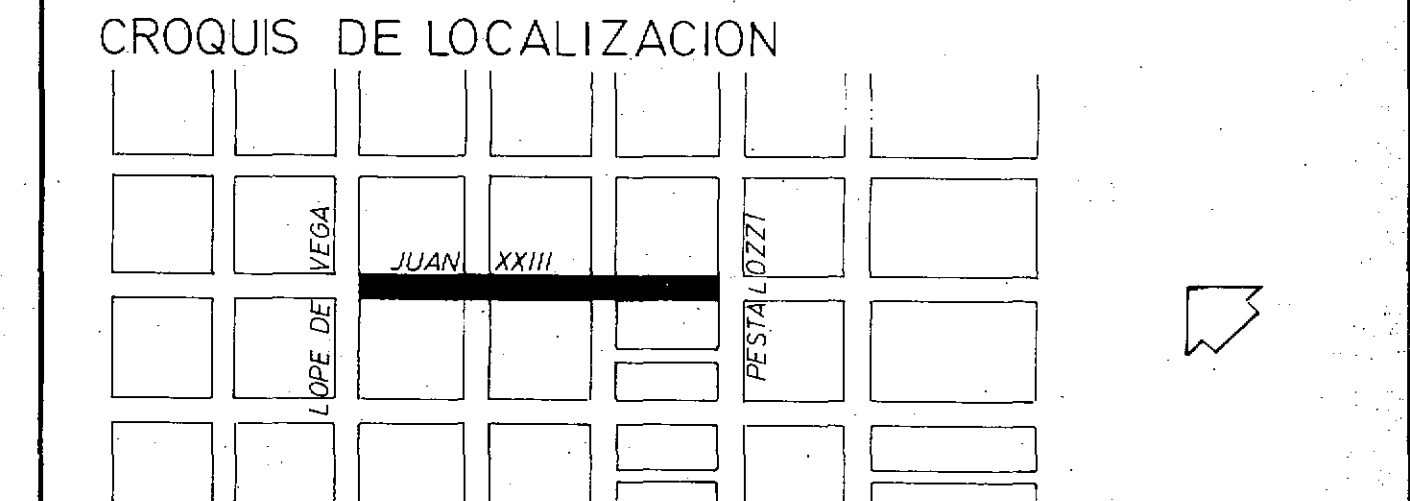 CROQUIS DE LOCALIZACION
LOPE DE VEGA
JUAN XXIII
PESTALOZZI